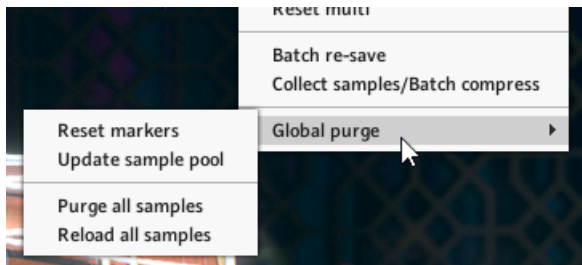 Reset multi
Batch re-save
Collect samples/Batch compress
Global purge
Reset markers
Update sample pool
Purge all samples
Reload all samples